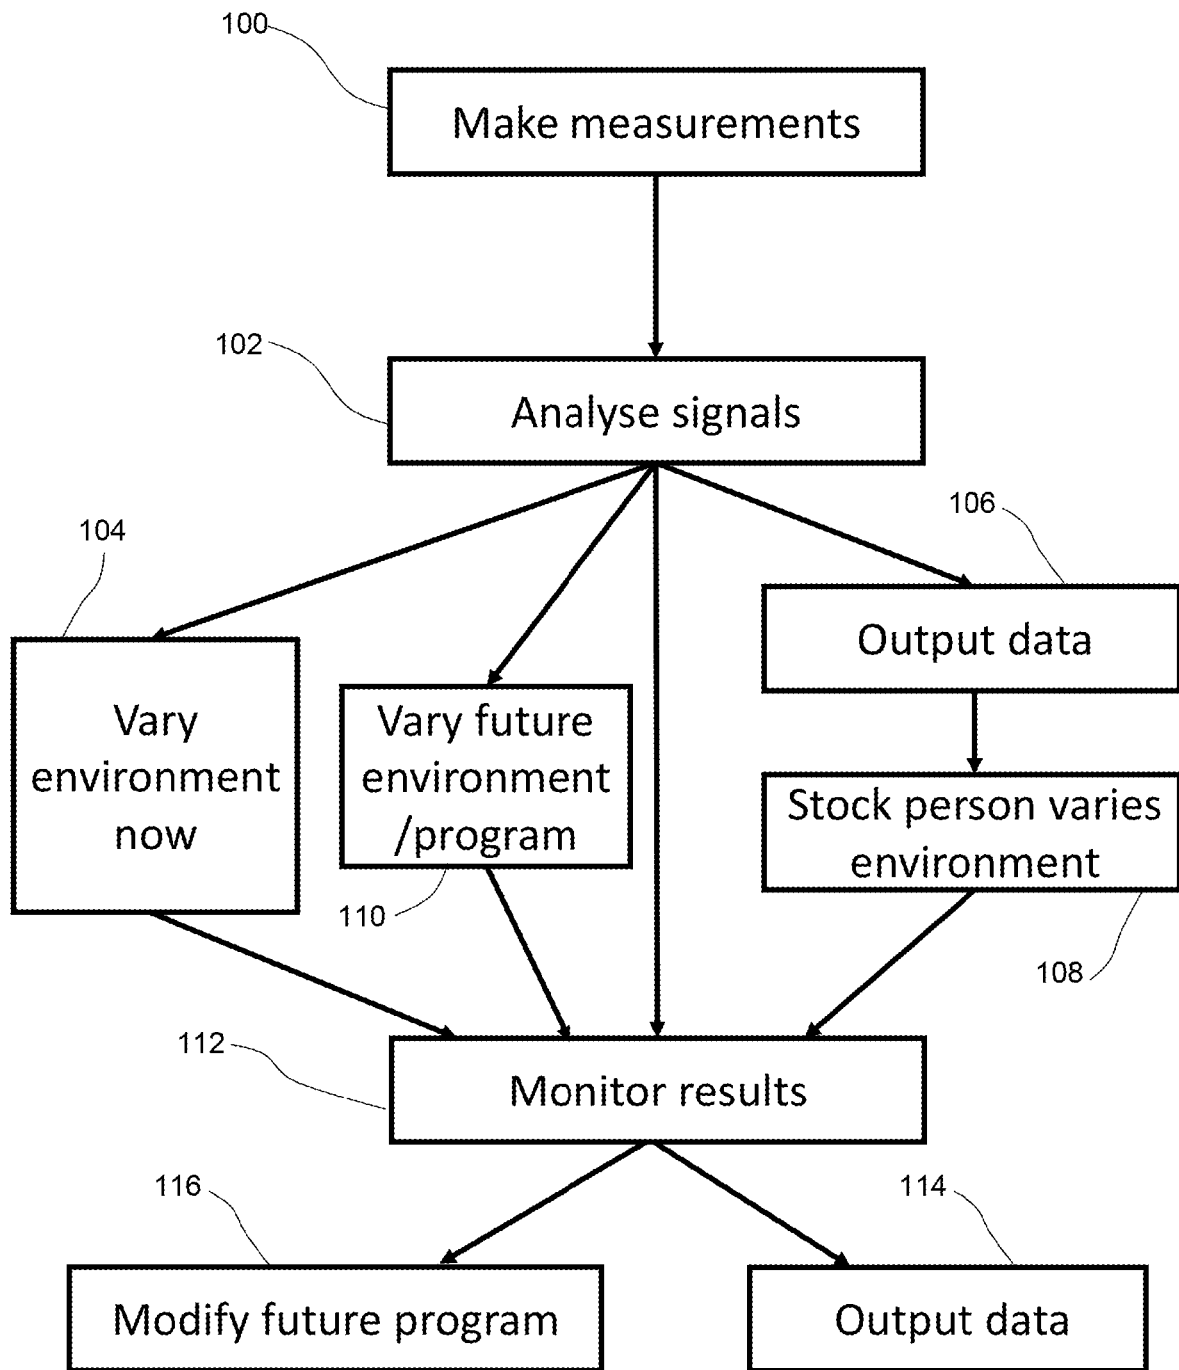 100
Make measurements
102
Analyse signals
104
106
Output data
Vary
environment
now
Vary future
environment
/program
Stock person varies
environment
110
108
112
Monitor results
116
114
Modify future program
Output data